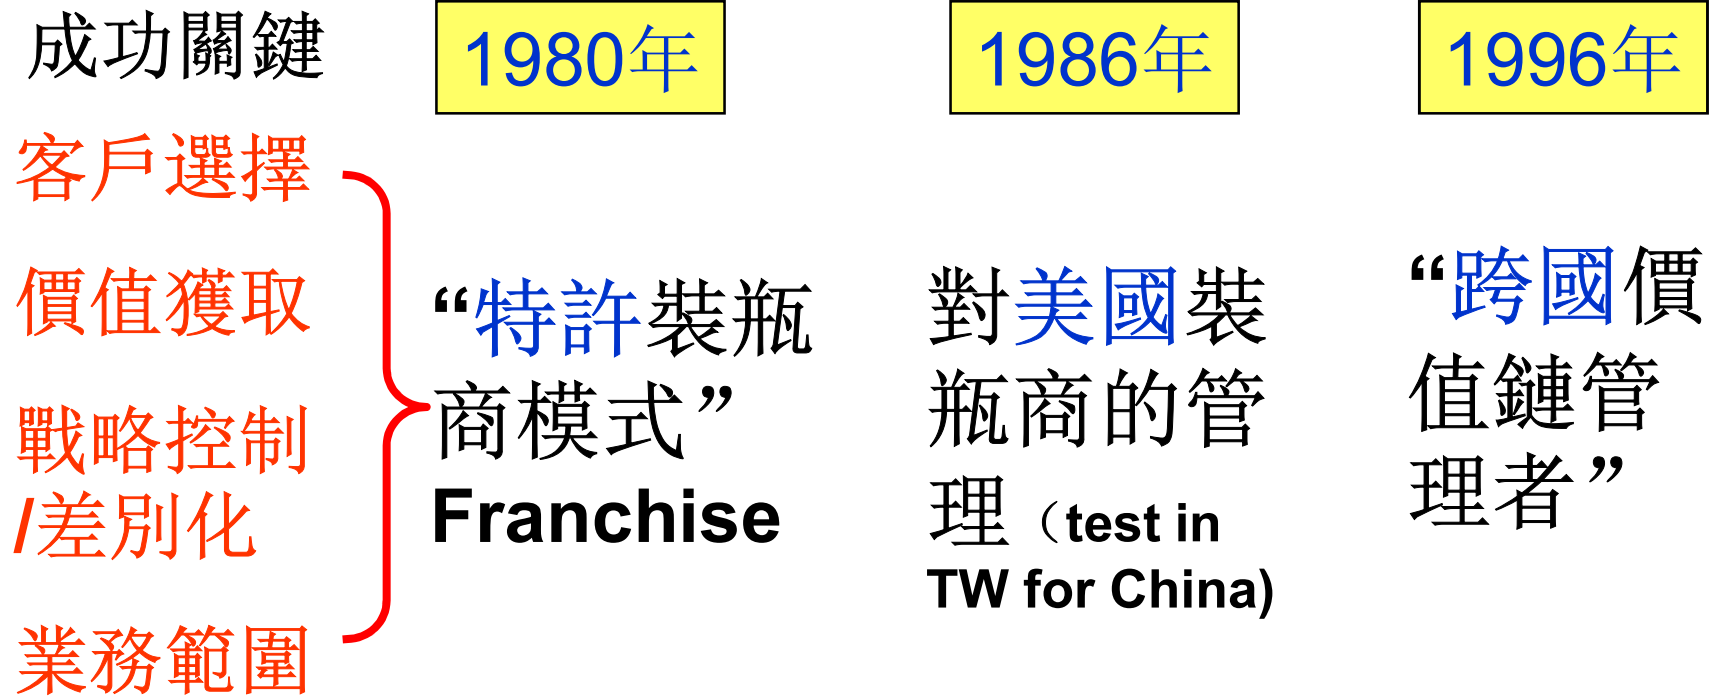 成功關鍵
1980年
1986年
1996年
客戶選擇
價值獲取
戰略控制
/差別化
業務範圍
“特許裝瓶
商模式”
Franchise
對美國裝
瓶商的管
理（test in
TW for China)
“跨國價
值鏈管
理者”